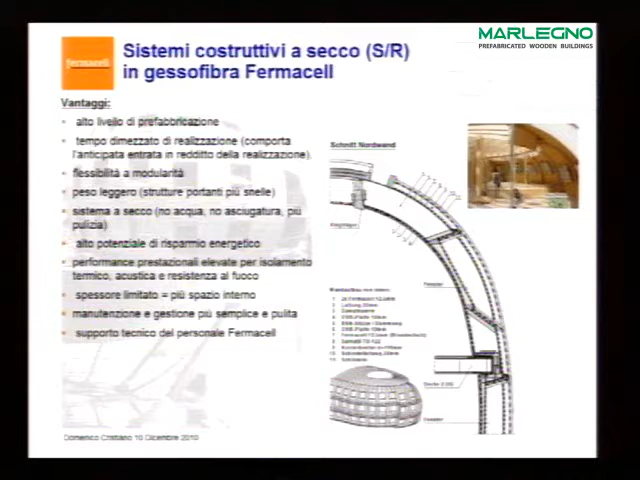 MARLEGNO
PREFABRICATED WOODEN BUILDINGS
fermacell
Sistemi costruttivi a secco (S/R)
in gessofibra Fermacell
Vantaggi:
• alto livello di prefabbricazione
• tempo dimezzato di realizzazione (comporta
l'anticipata entrata in reddito della realizzazione).
• flessibilità a modularità
• peso leggero (strutture portanti più snelle)
• sistema a secco (no acqua, no asciugatura, più
pulizia)
• alto potenziale di risparmio energetico
• performance prestazionali elevate per isolamento
termico, acustica e resistenza al fuoco
• spessore limitato = più spazio interno
• manutenzione e gestione più semplice e pulita
• supporto tecnico del personale Fermacell
Schnitt Nordwand
Fenster
Domenico Cristiano 10 Dicembre 2010